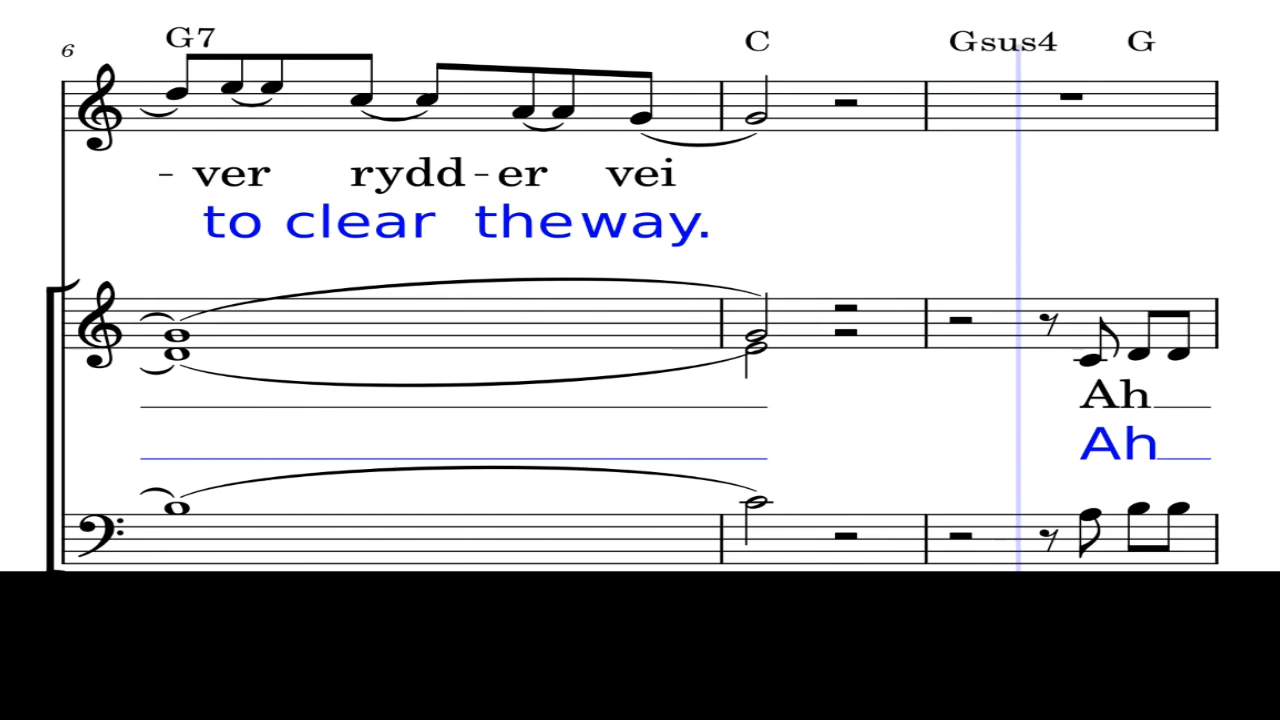 6 G7 C Gsus4 G
- ver rydd - er vei
to clear the way.
Ah
Ah